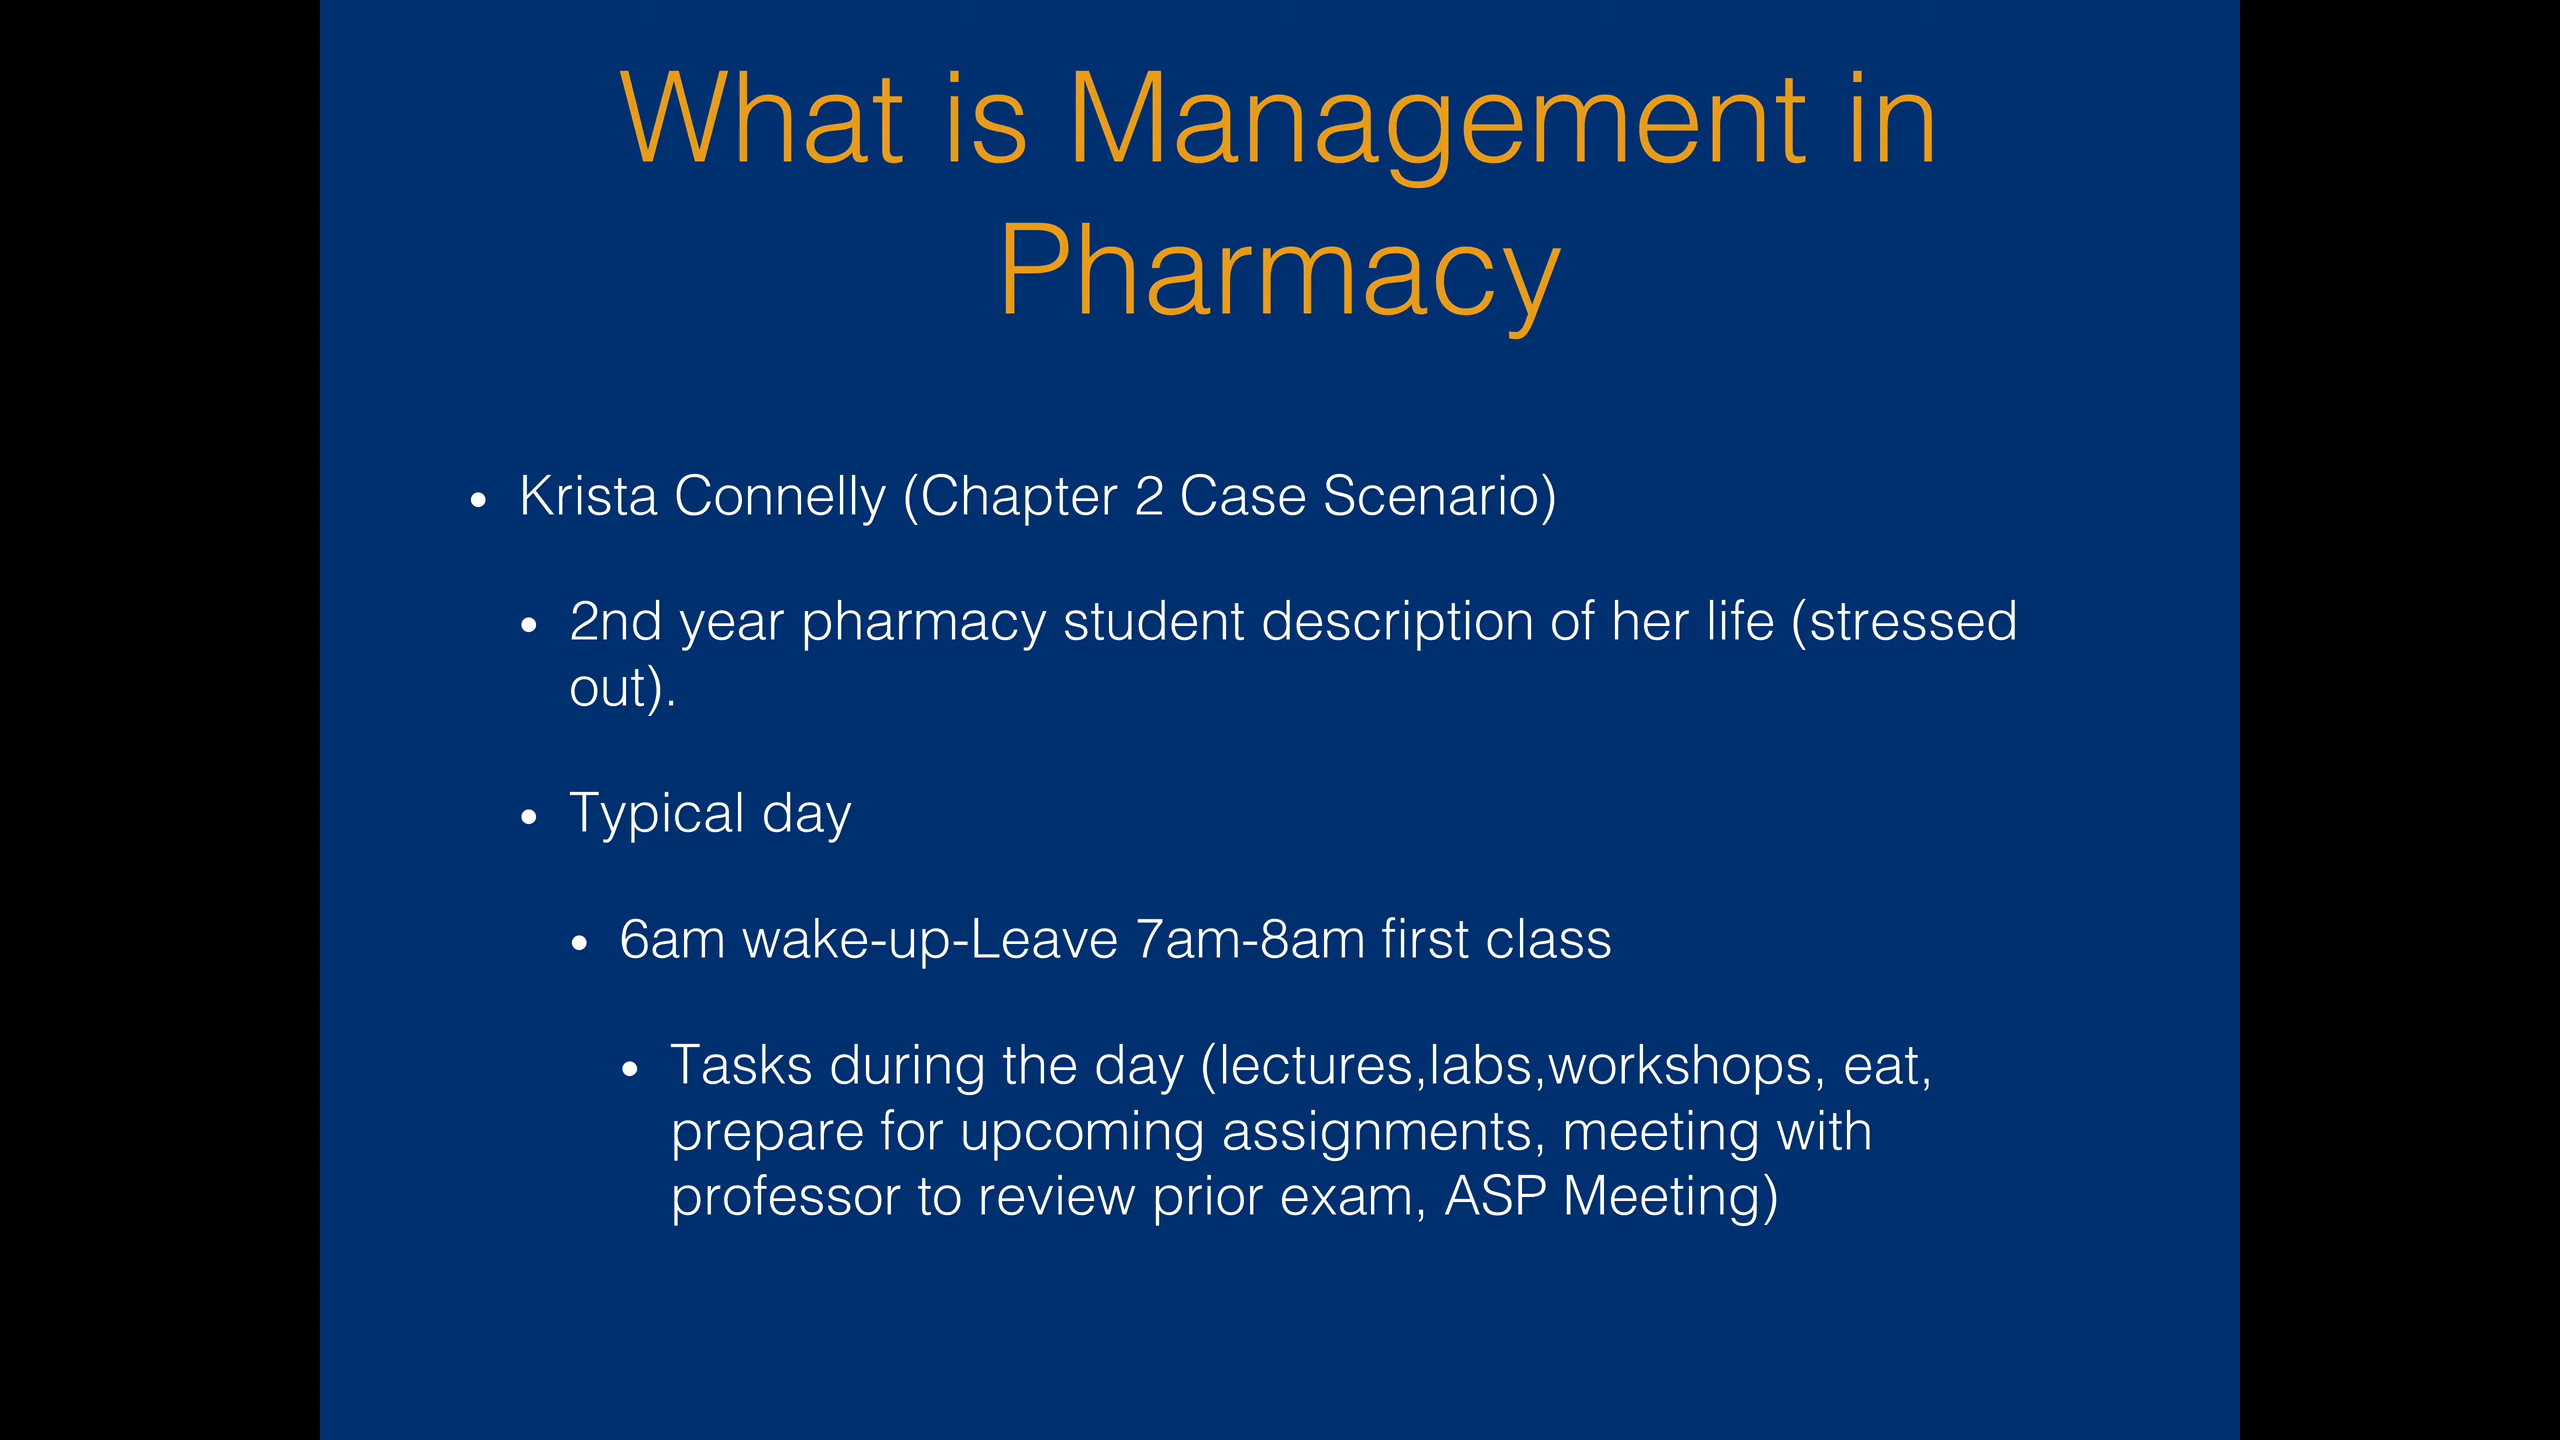 What is Management in
Pharmacy
• Krista Connelly (Chapter 2 Case Scenario)
• 2nd year pharmacy student description of her life (stressed
out).
• Typical day
• 6am wake-up-Leave 7am-8am first class
• Tasks during the day (lectures,labs,workshops, eat,
prepare for upcoming assignments, meeting with
professor to review prior exam, ASP Meeting)